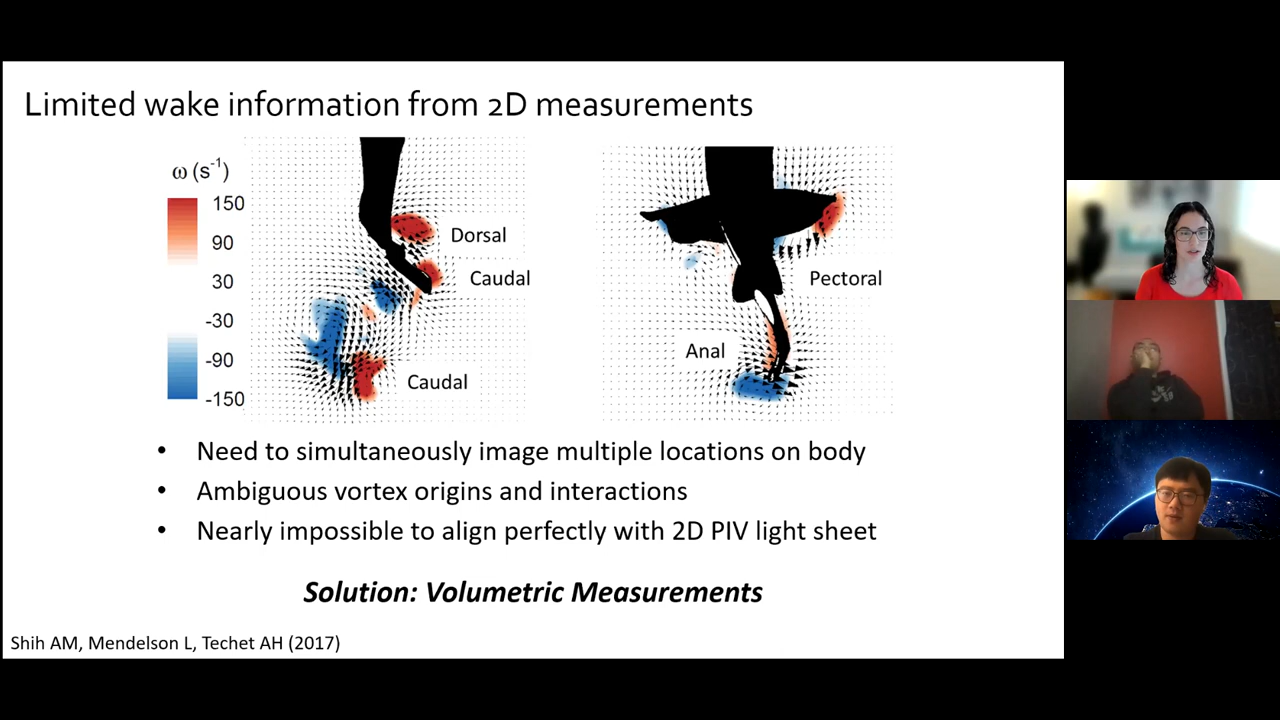 Limited wake information from 2D measurements
ω (s⁻¹)
150
90
30
-30
-90
-150
Dorsal
Caudal
Caudal
Pectoral
Anal
• Need to simultaneously image multiple locations on body
• Ambiguous vortex origins and interactions
• Nearly impossible to align perfectly with 2D PIV light sheet
Solution: Volumetric Measurements
Shih AM, Mendelson L, Techet AH (2017)